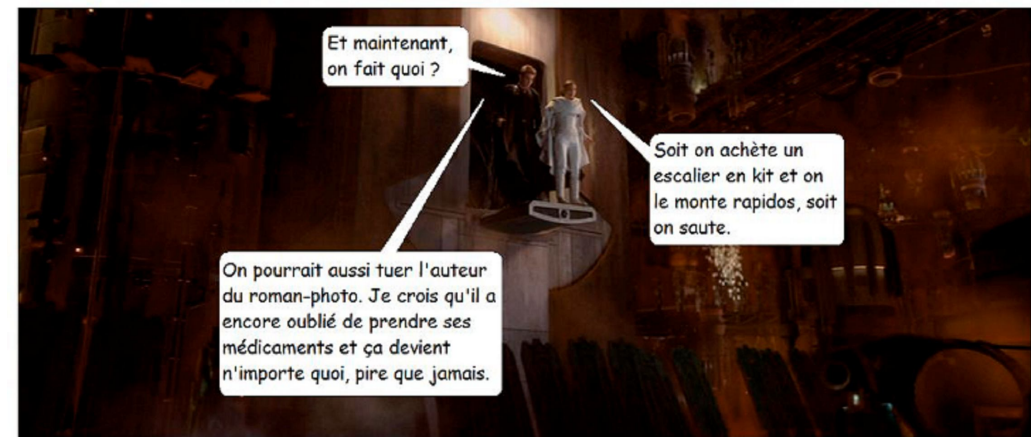 Et maintenant,
on fait quoi ?
Soit on achète un
escalier en kit et on
le monte rapidos, soit
on saute.
On pourrait aussi tuer l'auteur
du roman-photo. Je crois qu'il a
encore oublié de prendre ses
médicaments et ça devient
n'importe quoi, pire que jamais.